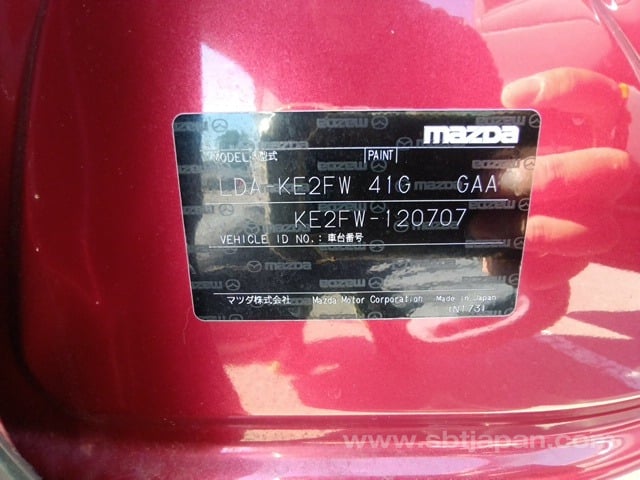 mazda
MODEL:型式 PAINT
LDA-KE2FW 41G GAA
KE2FW-120707
VEHICLE ID NO.:車台番号
マツダ株式会社 Mazda Motor Corporation Made in Japan
(N1731
www.sbtjapan.com